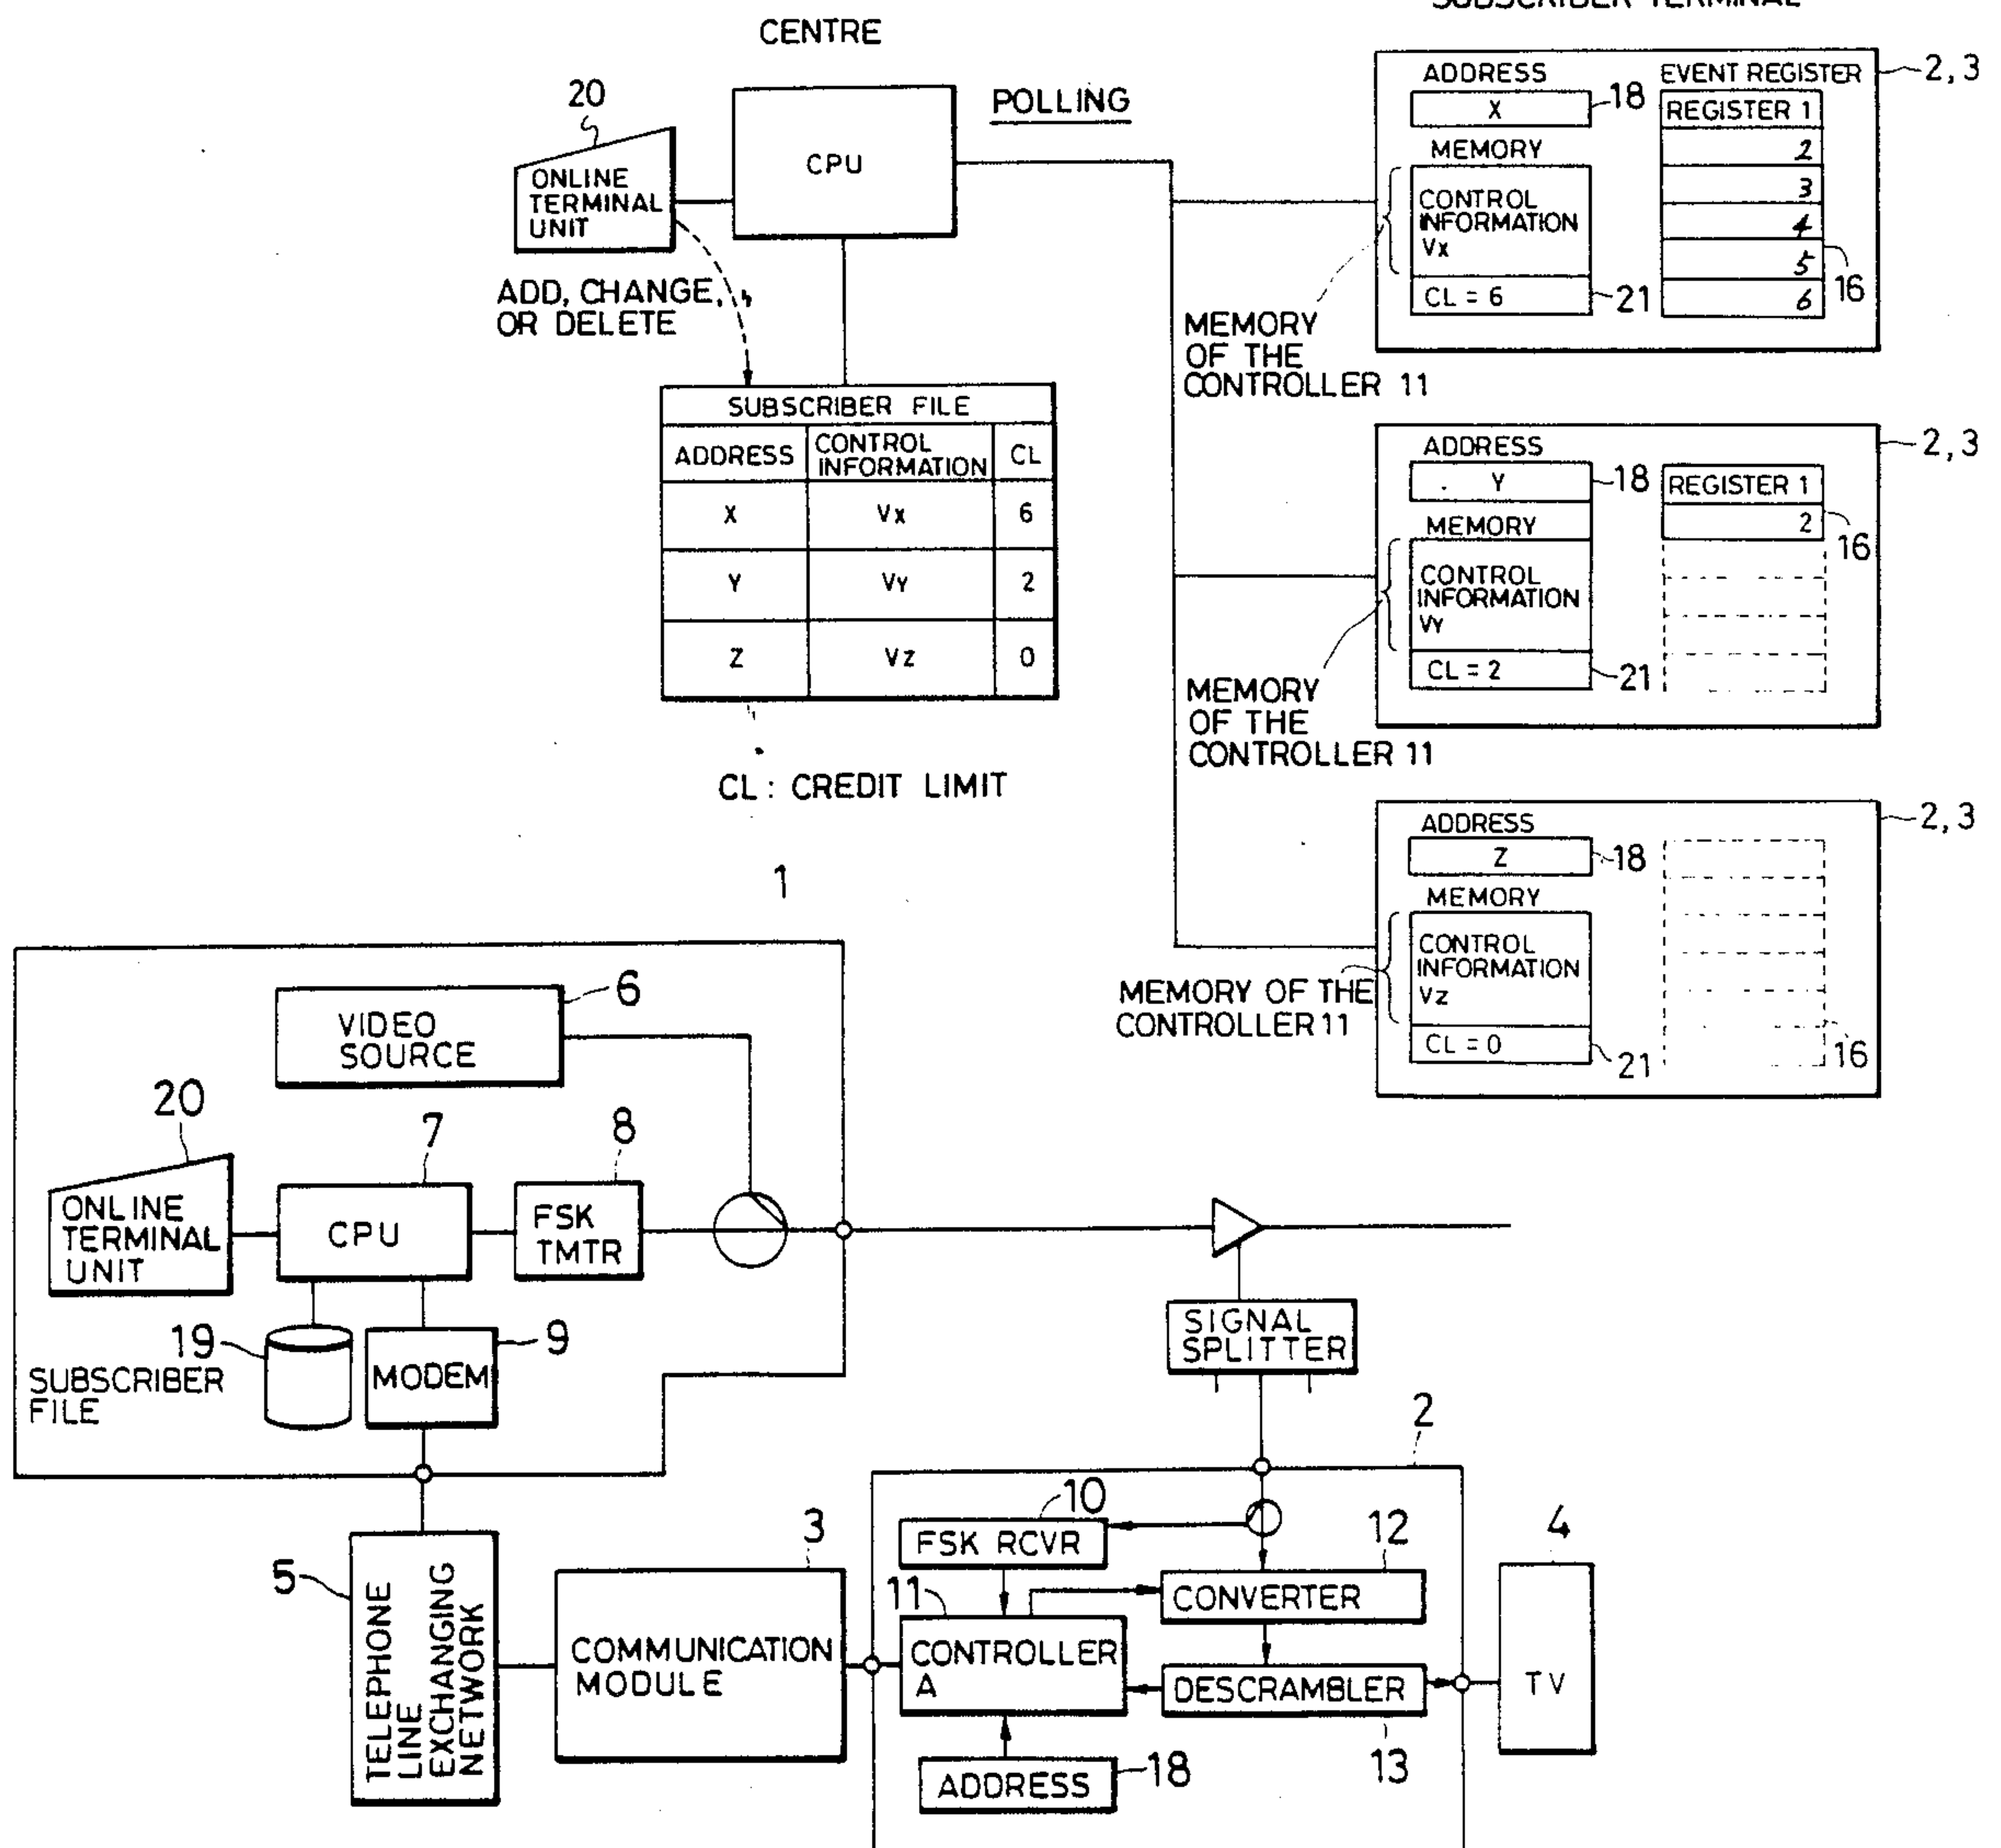 SUBSCRIBER TERMINAL
CENTRE
20
ONLINE
TERMINAL
UNIT
CPU
POLLING
ADD, CHANGE,
OR DELETE
SUBSCRIBER FILE
ADDRESS
CONTROL
INFORMATION
CL
X
Vx
6
Y
VY
2
Z
Vz
0
CL : CREDIT LIMIT
ADDRESS
EVENT REGISTER
2, 3
X
18
REGISTER 1
2
3
4
5
6
16
MEMORY
CONTROL
INFORMATION
Vx
CL = 6
21
MEMORY
OF THE
CONTROLLER 11
ADDRESS
2, 3
Y
18
REGISTER 1
2
16
MEMORY
CONTROL
INFORMATION
VY
CL = 2
21
MEMORY
OF THE
CONTROLLER 11
ADDRESS
2, 3
Z
18
MEMORY
CONTROL
INFORMATION
Vz
CL = 0
21
16
MEMORY OF THE
CONTROLLER 11
1
VIDEO
SOURCE
6
20
ONLINE
TERMINAL
UNIT
7
CPU
8
FSK
TMTR
19
SUBSCRIBER
FILE
MODEM
9
SIGNAL
SPLITTER
2
5
TELEPHONE
LINE
EXCHANGING
NETWORK
3
COMMUNICATION
MODULE
10
FSK RCVR
11
CONTROLLER
A
12
CONVERTER
DESCRAMBLER
13
ADDRESS
18
4
TV